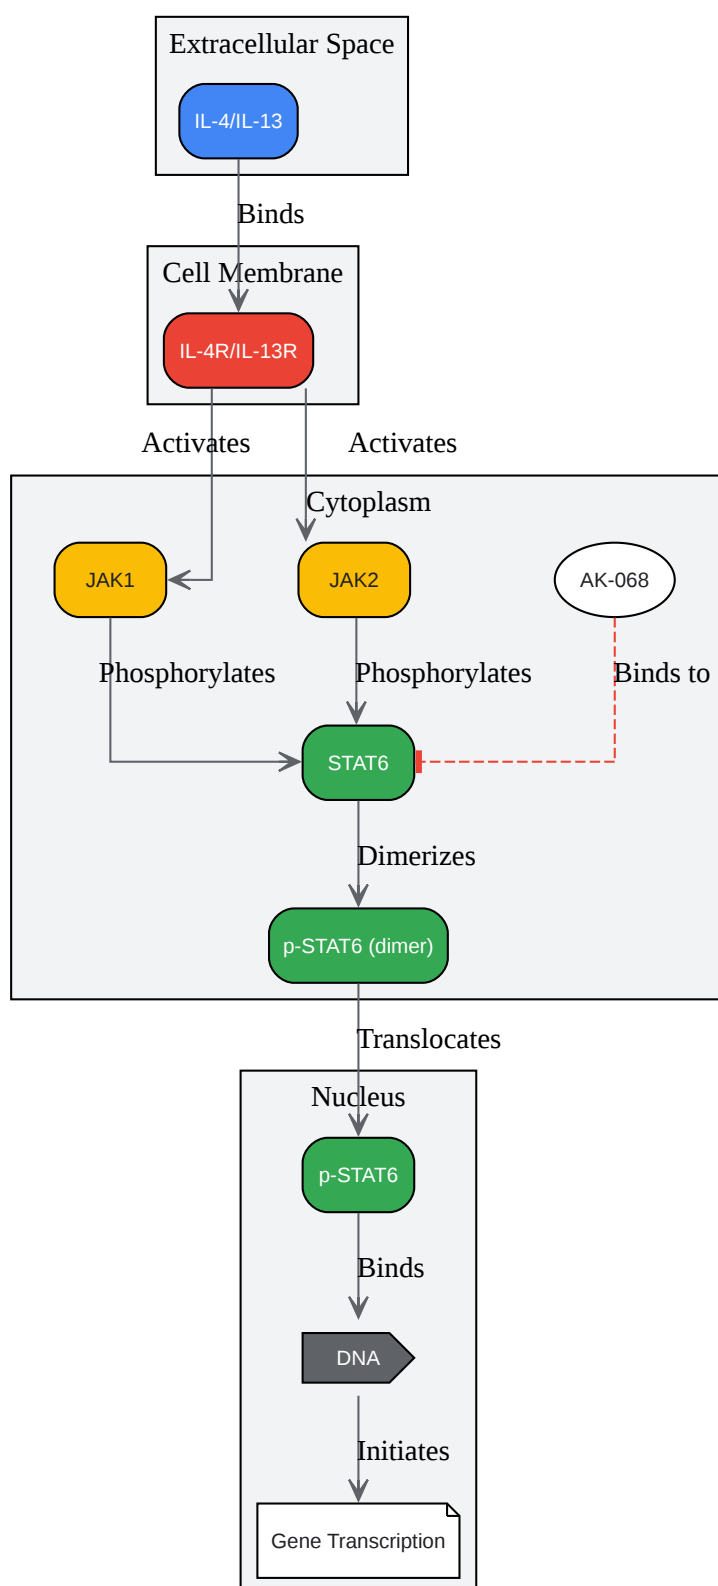 Extracellular Space
IL-4/IL-13
Binds
Cell Membrane
IL-4R/IL-13R
Activates
Activates
Cytoplasm
JAK1
JAK2
AK-068
Phosphorylates
Phosphorylates
Binds to
STAT6
Dimerizes
p-STAT6 (dimer)
Translocates
Nucleus
p-STAT6
Binds
DNA
Initiates
Gene Transcription